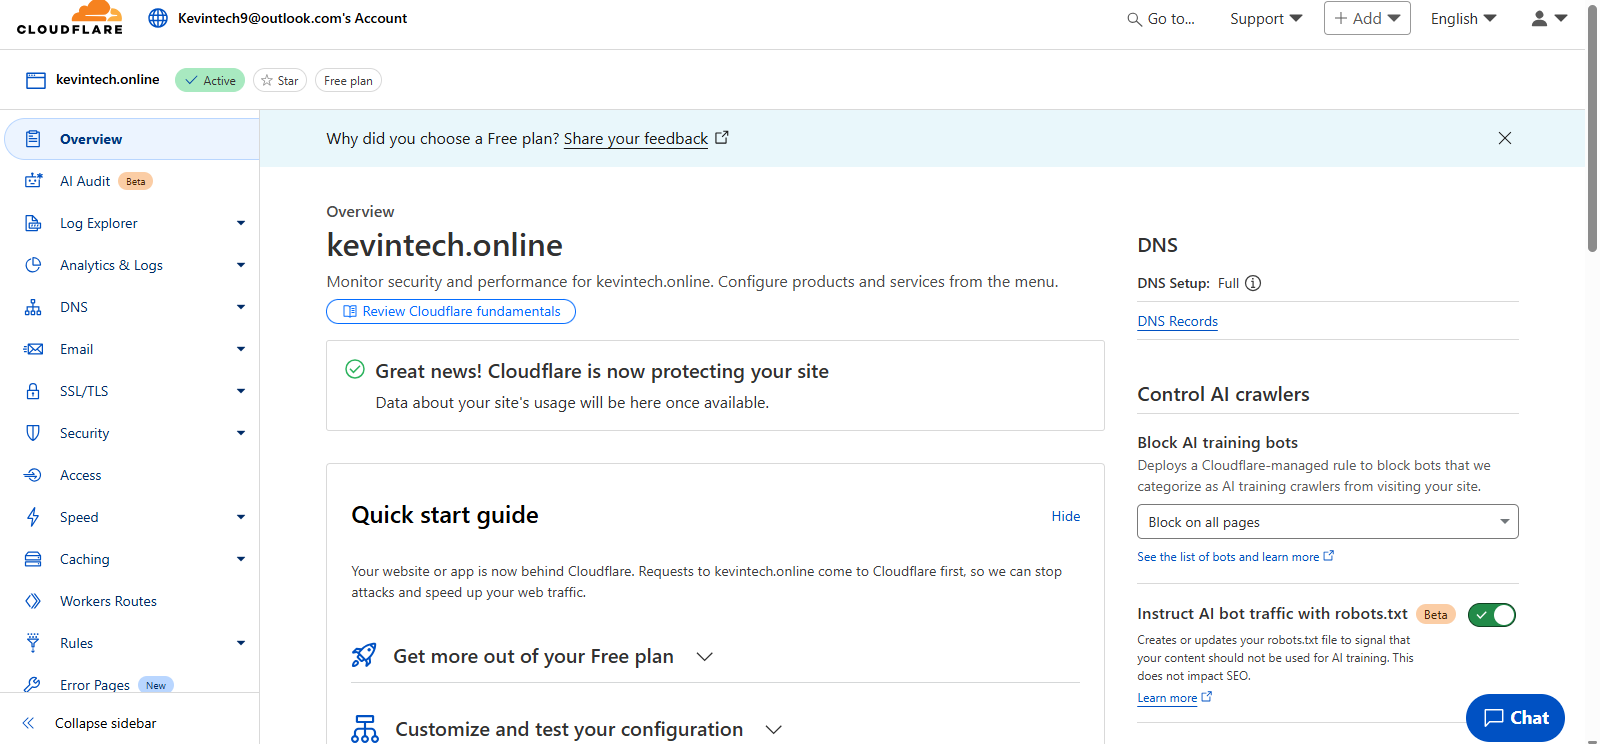 CLOUDFLARE
Kevintech9@outlook.com's Account
Go to...
Support
+ Add
English
kevintech.online
Active
Star
Free plan
Overview
AI Audit Beta
Log Explorer
Analytics & Logs
DNS
Email
SSL/TLS
Security
Access
Speed
Caching
Workers Routes
Rules
Error Pages New
Collapse sidebar
Why did you choose a Free plan? Share your feedback
Overview
kevintech.online
Monitor security and performance for kevintech.online. Configure products and services from the menu.
Review Cloudflare fundamentals
Great news! Cloudflare is now protecting your site
Data about your site's usage will be here once available.
Quick start guide
Hide
Your website or app is now behind Cloudflare. Requests to kevintech.online come to Cloudflare first, so we can stop
attacks and speed up your web traffic.
Get more out of your Free plan
Customize and test your configuration
DNS
DNS Setup: Full
DNS Records
Control AI crawlers
Block AI training bots
Deploys a Cloudflare-managed rule to block bots that we
categorize as AI training crawlers from visiting your site.
Block on all pages
See the list of bots and learn more
Instruct AI bot traffic with robots.txt Beta
Creates or updates your robots.txt file to signal that
your content should not be used for AI training. This
does not impact SEO.
Learn more
Chat